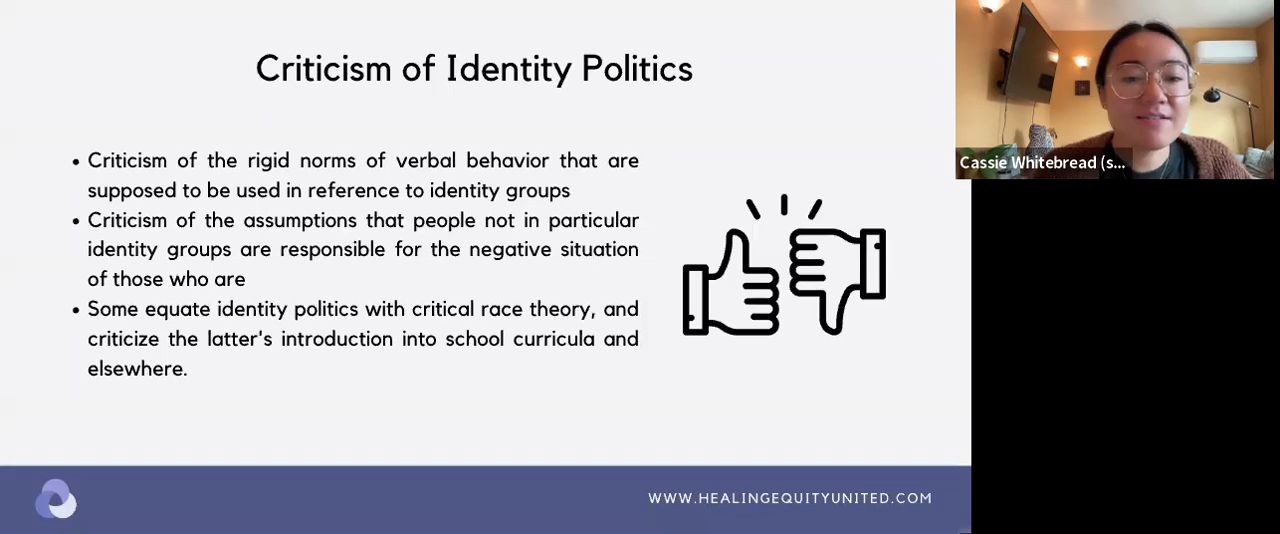 Criticism of Identity Politics
• Criticism of the rigid norms of verbal behavior that are
supposed to be used in reference to identity groups
• Criticism of the assumptions that people not in particular
identity groups are responsible for the negative situation
of those who are
• Some equate identity politics with critical race theory, and
criticize the latter's introduction into school curricula and
elsewhere.
WWW.HEALINGEQUITYUNITED.COM
Cassie Whitebread (s...